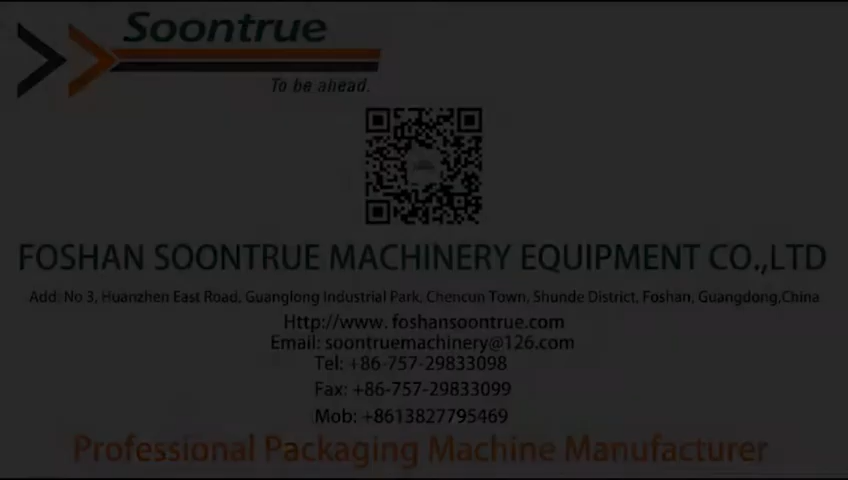 Soontrue
To be ahead.
FOSHAN SOONTRUE MACHINERY EQUIPMENT CO.,LTD
Add: No 3, Huanzhen East Road, Guanglong Industrial Park, Chencun Town, Shunde District, Foshan, Guangdong,China
Http://www. foshansoontrue.com
Email: soontruemachinery@126.com
Tel: +86-757-29833098
Fax: +86-757-29833099
Mob: +8613827795469
Professional Packaging Machine Manufacturer